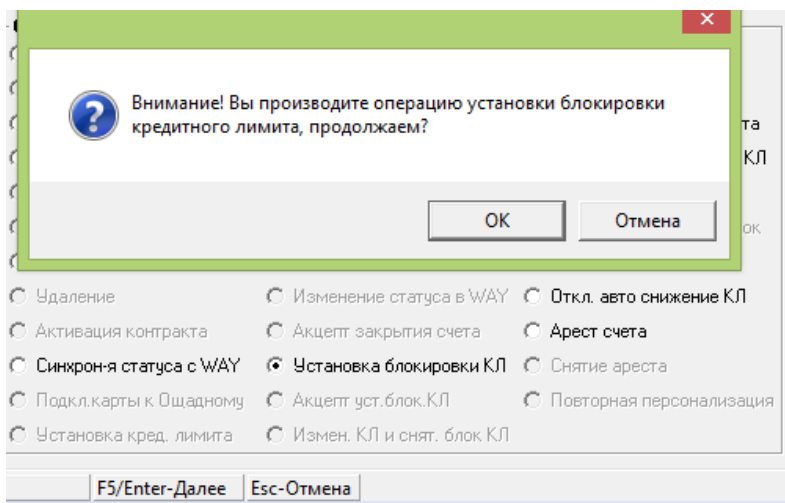 Внимание! Вы производите операцию установки блокировки
кредитного лимита, продолжаем?
та
КЛ
OK Отмена
ок
Удаление Изменение статуса в WAY Откл. авто снижение КЛ
Активация контракта Акцепт закрытия счета Арест счета
Синхрон-я статуса с WAY Установка блокировки КЛ Снятие ареста
Подкл.карты к Ощадному Акцепт уст.блок.КЛ Повторная персонализация
Установка кред. лимита Измен. КЛ и снят. блок КЛ
F5/Enter-Далее Esc-Отмена